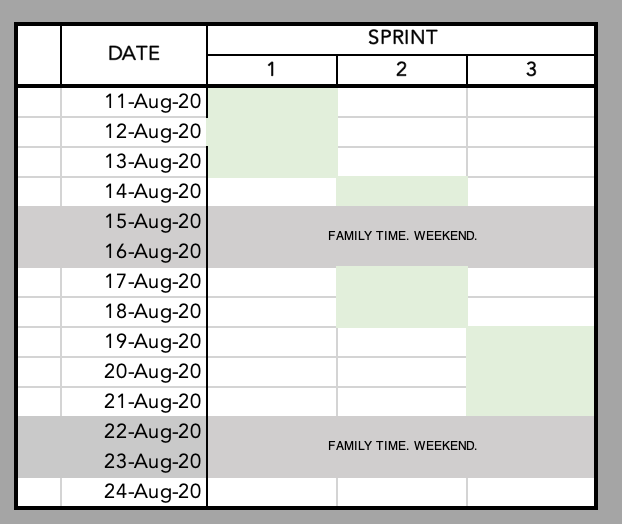 DATE SPRINT
1 2 3
11-Aug-20
12-Aug-20
13-Aug-20
14-Aug-20
15-Aug-20
FAMILY TIME. WEEKEND.
16-Aug-20
17-Aug-20
18-Aug-20
19-Aug-20
20-Aug-20
21-Aug-20
22-Aug-20
FAMILY TIME. WEEKEND.
23-Aug-20
24-Aug-20